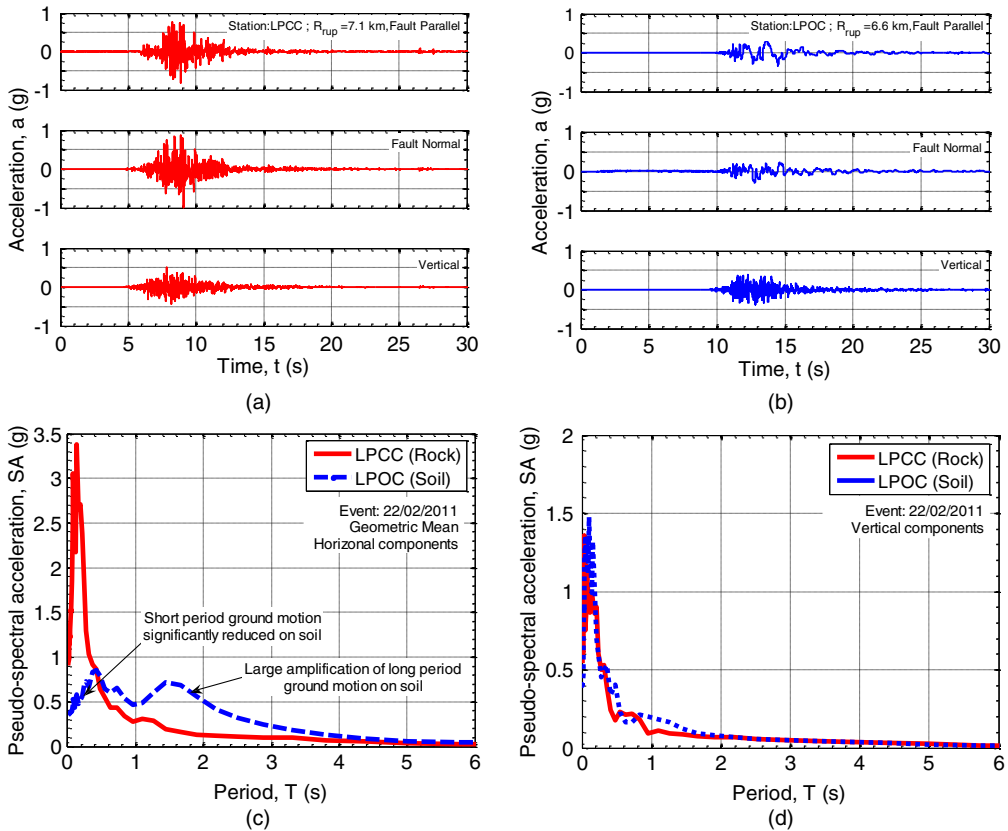 Station:LPCC ; Rrup =7.1 km,Fault Parallel
1
0
-1
Fault Normal
1
0
1
Vertical
1
0
-1
Acceleration, a (g)
0 5 10 15 20 25 30
Time, t (s)
(a)
Station:LPOC ; Rrup =6.6 km,Fault Parallel
1
0
-1
Fault Normal
1
0
-1
Vertical
1
0
-1
Acceleration, a (g)
0 5 10 15 20 25 30
Time, t (s)
(b)
3.5
3
2.5
2
1.5
1
0.5
0
Pseudo-spectral acceleration, SA (g)
LPCC (Rock)
LPOC (Soil)
Event: 22/02/2011
Geometric Mean
Horizonal components
Short period ground motion
significantly reduced on soil
Large amplification of long period
ground motion on soil
0 1 2 3 4 5 6
Period, T (s)
(c)
2
1.5
1
0.5
0
Pseudo-spectral acceleration, SA (g)
LPCC (Rock)
LPOC (Soil)
Event: 22/02/2011
Vertical components
0 1 2 3 4 5 6
Period, T (s)
(d)